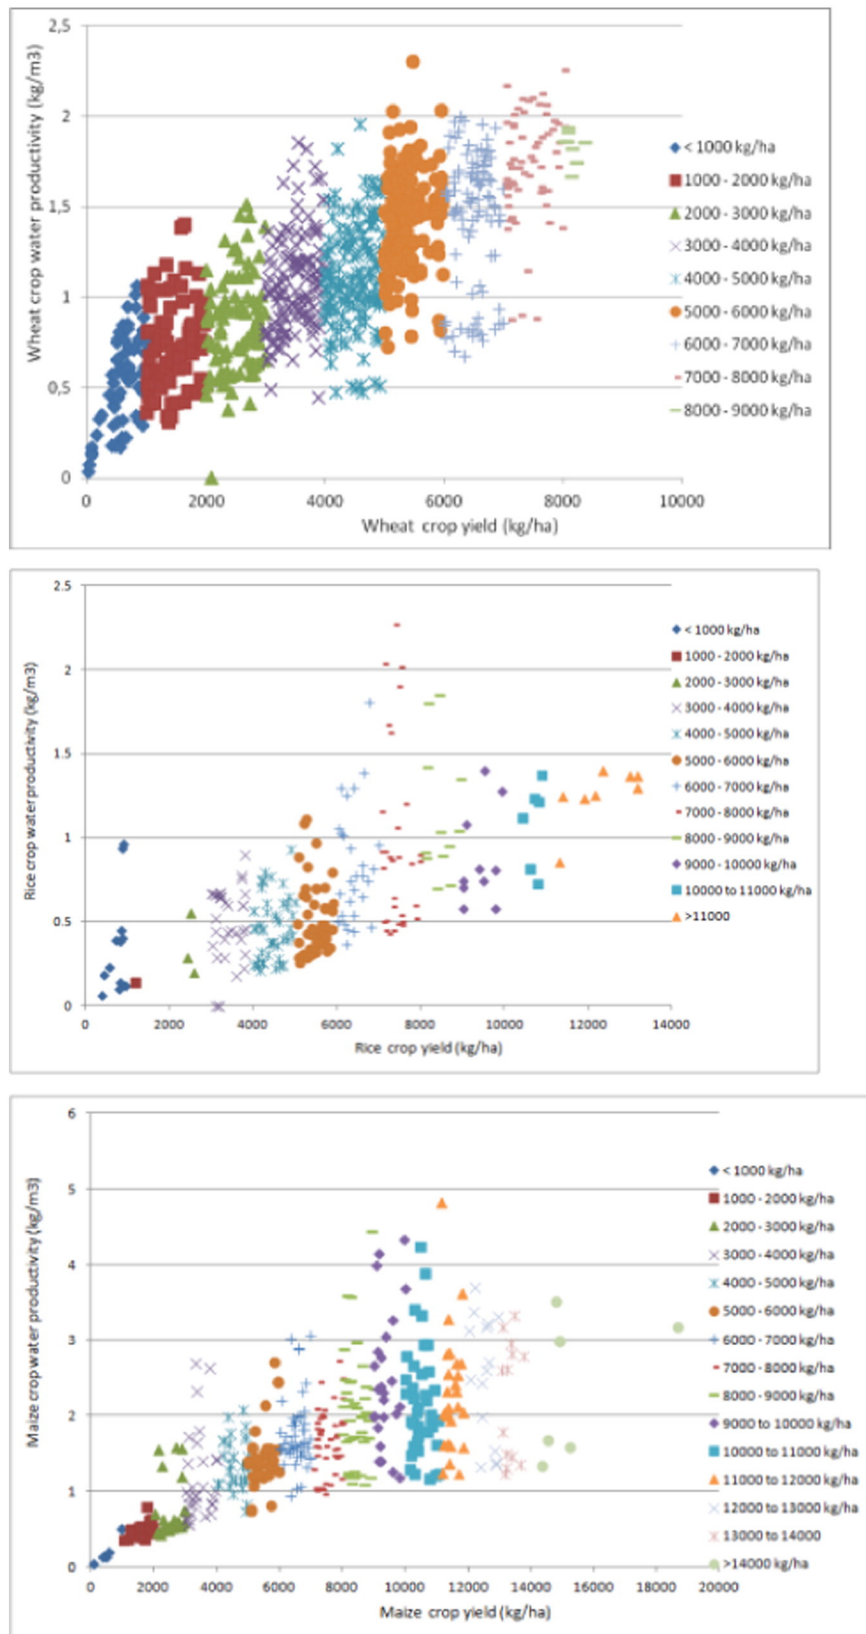 Wheat crop water productivity (kg/m3)
2,5
2
1,5
1
0,5
0
0 2000 4000 6000 8000 10000
Wheat crop yield (kg/ha)
< 1000 kg/ha
1000 - 2000 kg/ha
2000 - 3000 kg/ha
3000 - 4000 kg/ha
4000 - 5000 kg/ha
5000 - 6000 kg/ha
6000 - 7000 kg/ha
7000 - 8000 kg/ha
8000 - 9000 kg/ha
Rice crop water productivity (kg/m3)
2.5
2
1.5
1
0.5
0
0 2000 4000 6000 8000 10000 12000 14000
Rice crop yield (kg/ha)
< 1000 kg/ha
1000 - 2000 kg/ha
2000 - 3000 kg/ha
3000 - 4000 kg/ha
4000 - 5000 kg/ha
5000 - 6000 kg/ha
6000 - 7000 kg/ha
7000 - 8000 kg/ha
8000 - 9000 kg/ha
9000 - 10000 kg/ha
10000 to 11000 kg/ha
>11000
Maize crop water productivity (kg/m3)
6
5
4
3
2
1
0
0 2000 4000 6000 8000 10000 12000 14000 16000 18000 20000
Maize crop yield (kg/ha)
< 1000 kg/ha
1000 - 2000 kg/ha
2000 - 3000 kg/ha
3000 - 4000 kg/ha
4000 - 5000 kg/ha
5000 - 6000 kg/ha
6000 - 7000 kg/ha
7000 - 8000 kg/ha
8000 - 9000 kg/ha
9000 to 10000 kg/ha
10000 to 11000 kg/ha
11000 to 12000 kg/ha
12000 to 13000 kg/ha
13000 to 14000
>14000 kg/ha